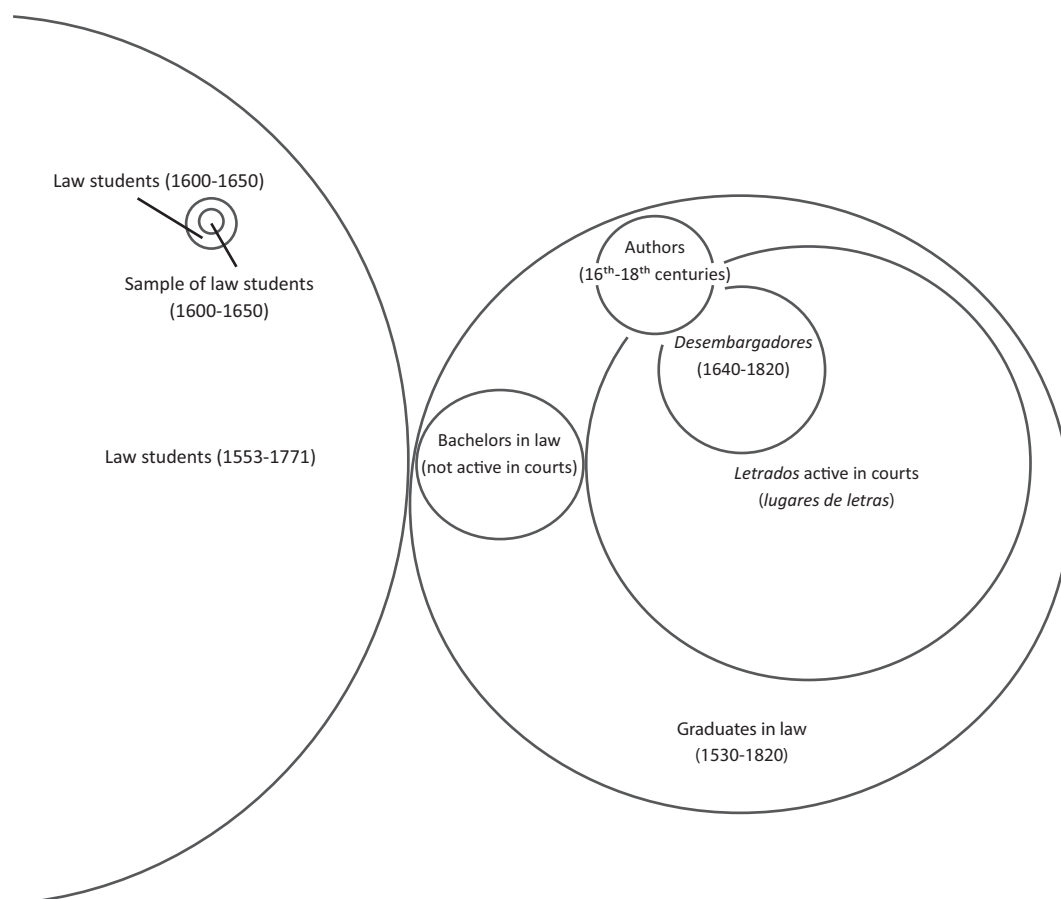 Law students (1600-1650)
Sample of law students
(1600-1650)
Law students (1553-1771)
Authors
(16th-18th centuries)
Desembargadores
(1640-1820)
Bachelors in law
(not active in courts)
Letrados active in courts
(lugares de letras)
Graduates in law
(1530-1820)